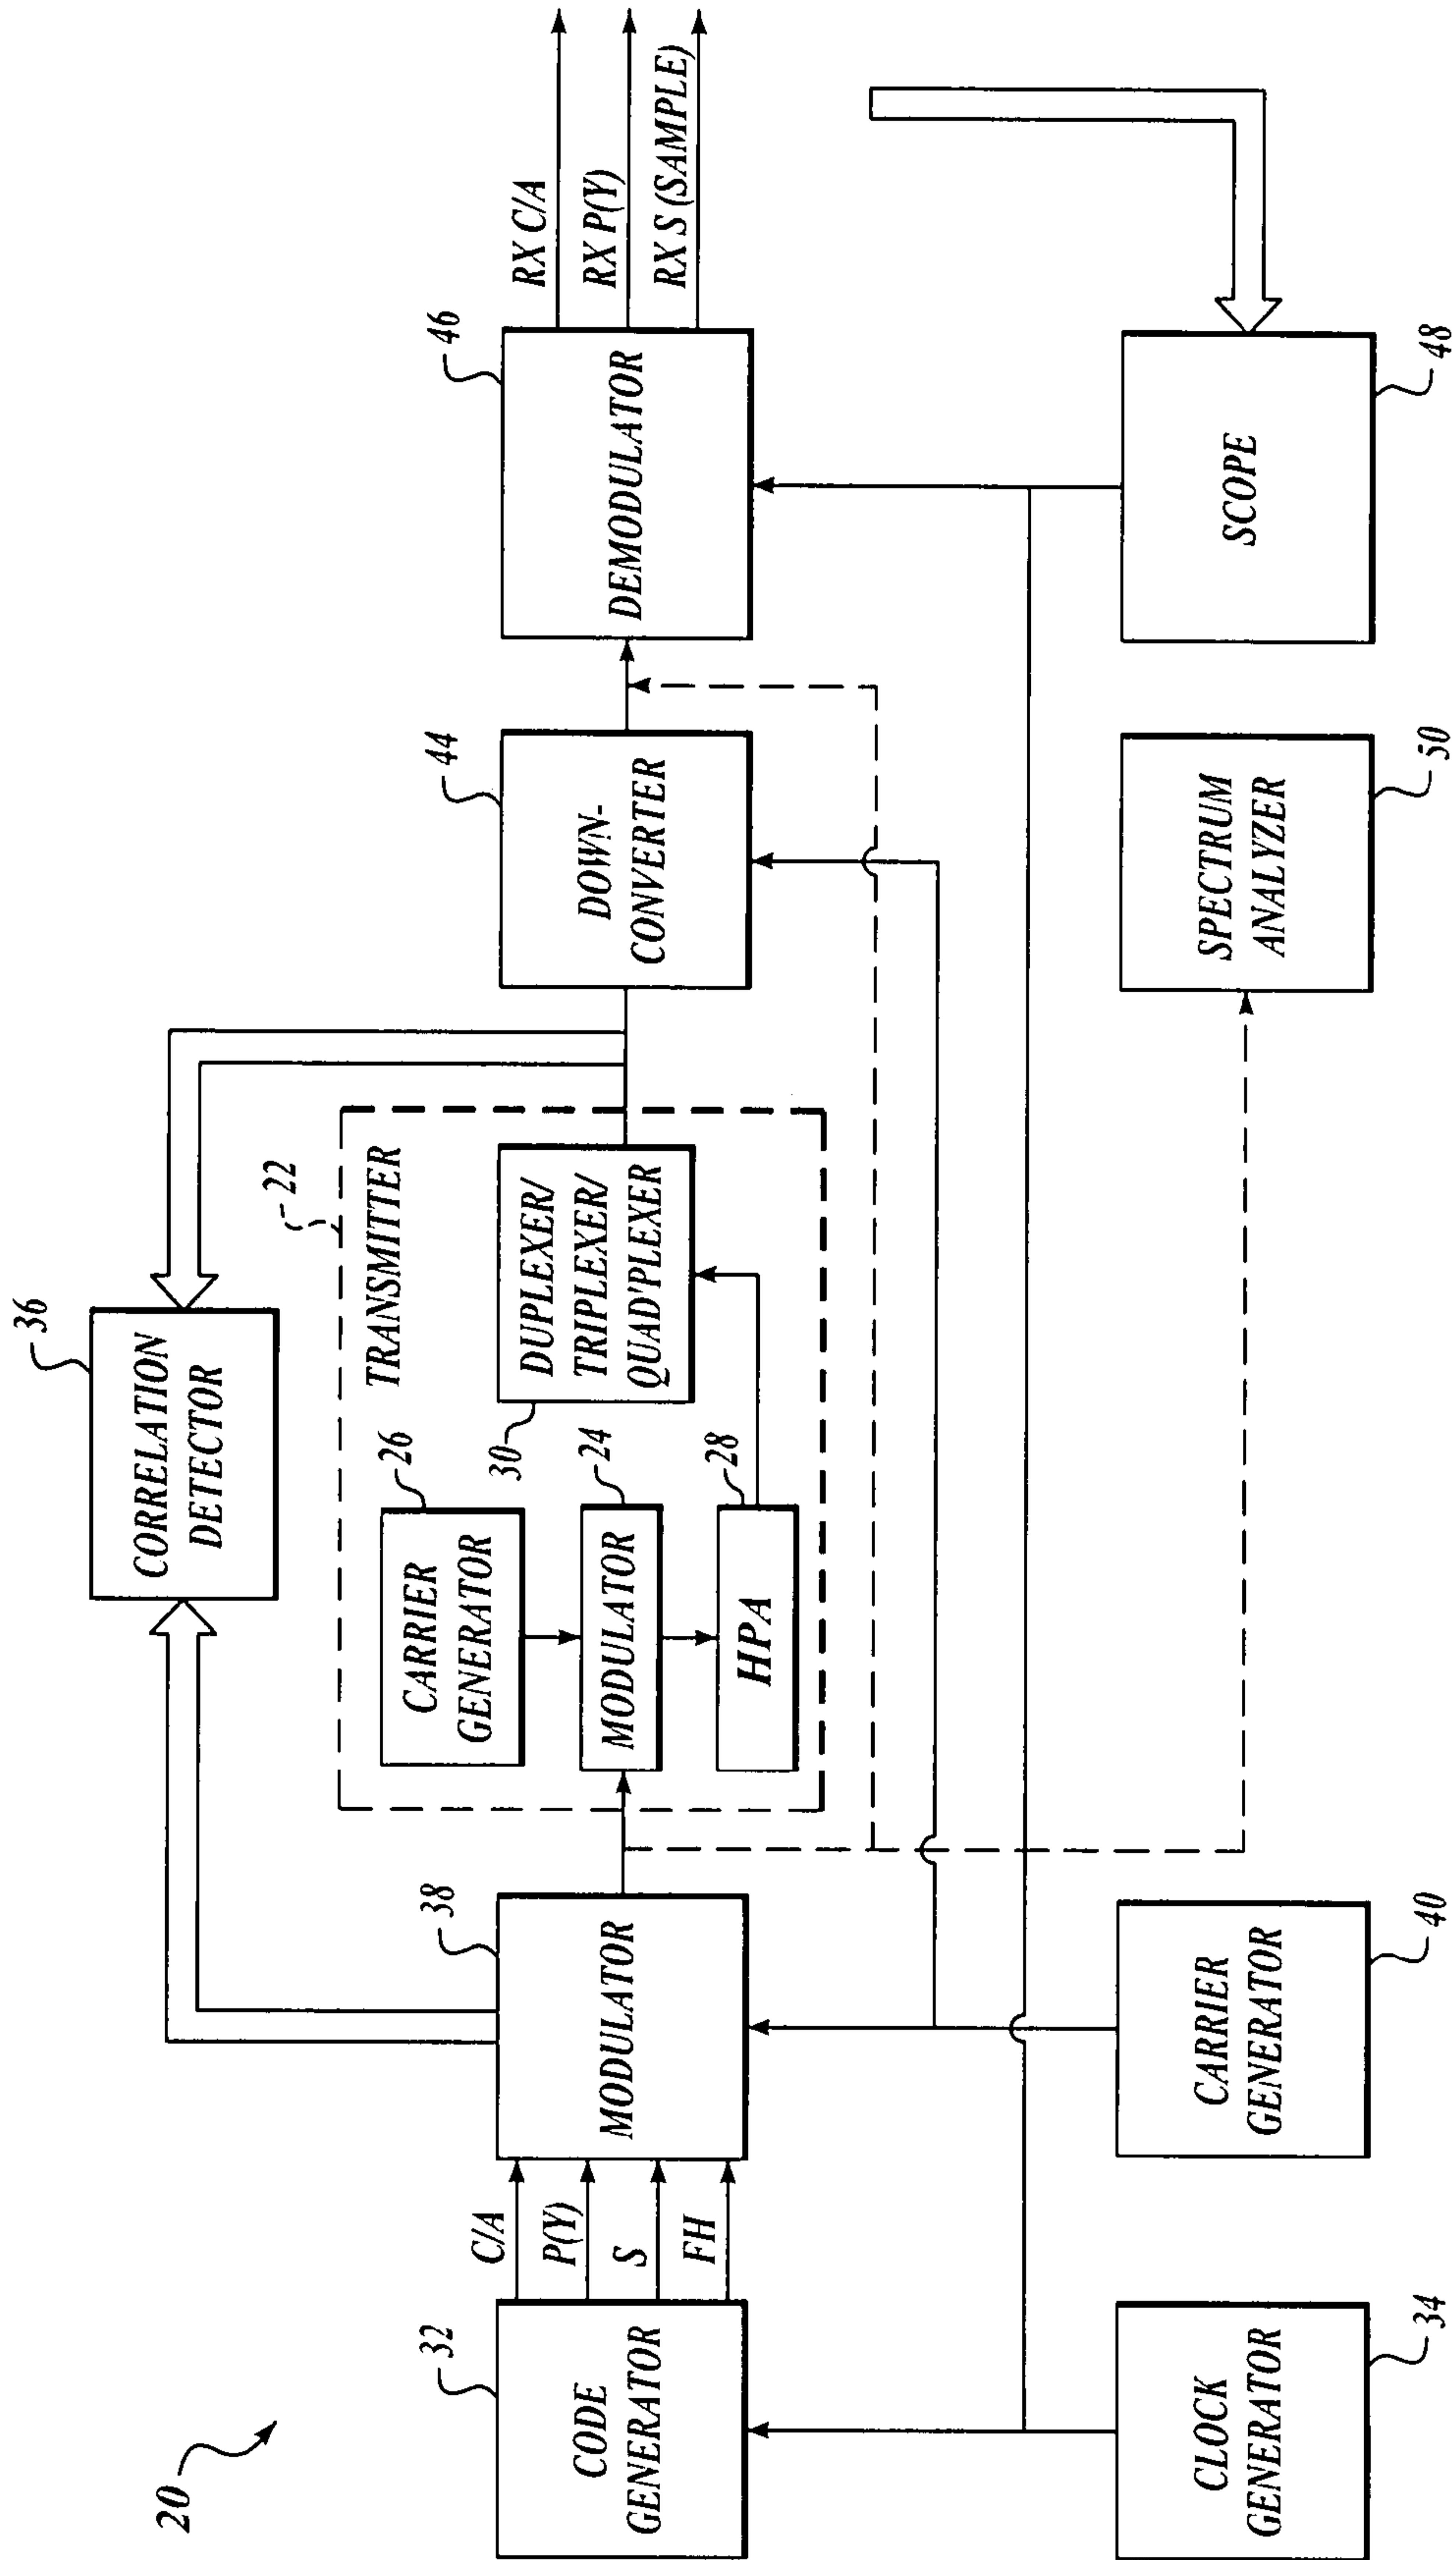 20
36
CORRELATION
DETECTOR
22
TRANSMITTER
26
CARRIER
GENERATOR
24
MODULATOR
28
HPA
30
DUPLEXER/
TRIPLEXER/
QUAD'PLEXER
32
CODE
GENERATOR
C/A
P(Y)
S
FH
38
MODULATOR
44
DOWN-
CONVERTER
46
DEMODULATOR
RX C/A
RX P(Y)
RX S (SAMPLE)
CLOCK
GENERATOR
34
CARRIER
GENERATOR
40
SPECTRUM
ANALYZER
50
SCOPE
48